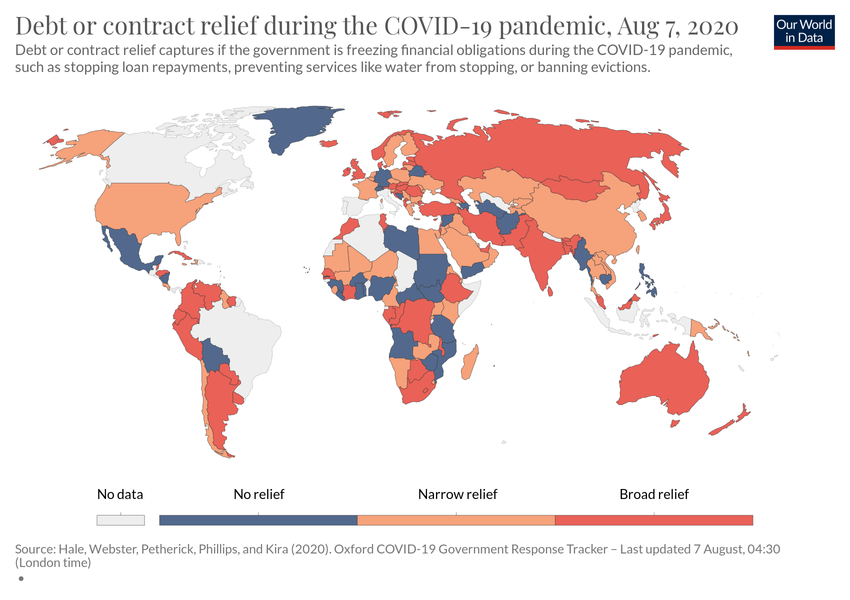 Debt or contract relief during the COVID-19 pandemic, Aug 7, 2020
Our World
in Data
Debt or contract relief captures if the government is freezing financial obligations during the COVID-19 pandemic,
such as stopping loan repayments, preventing services like water from stopping, or banning evictions.
No data
No relief
Narrow relief
Broad relief
Source: Hale, Webster, Petherick, Phillips, and Kira (2020). Oxford COVID-19 Government Response Tracker – Last updated 7 August, 04:30
(London time)